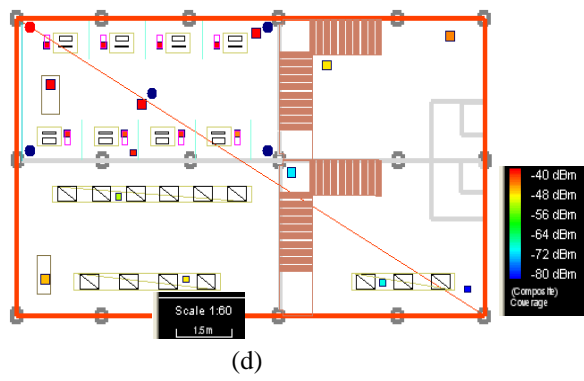 -40 dBm
-48 dBm
-56 dBm
-64 dBm
-72 dBm
-80 dBm
(Composite)
Coverage
Scale 1:60
1.5m
(d)